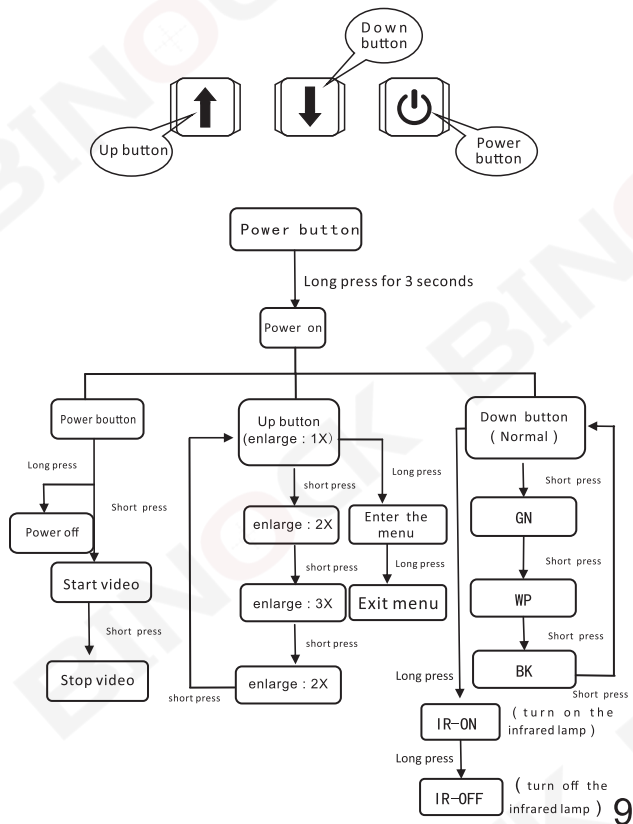 Down
button
Up button
Power
button
Power button
Long press for 3 seconds
Power on
Power boutton
Long press
Power off
Short press
Start video
Short press
Stop video
Up button
(enlarge : 1X)
Long press
short press
enlarge : 2X
Enter the
menu
short press
Long press
enlarge : 3X
Exit menu
short press
enlarge : 2X
short press
Down button
( Normal )
Short press
GN
Short press
WP
Short press
BK
Short press
Long press
IR-ON
( turn on the
infrared lamp )
Long press
IR-OFF
( turn off the
infrared lamp )
9
BINOCK
BINOCK